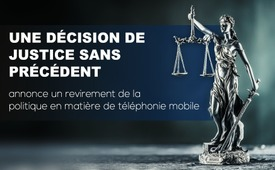 UNE DÉCISION DE
JUSTICE SANS
PRÉCÉDENT
annonce un revirement de la
politique en matière de téléphonie mobile